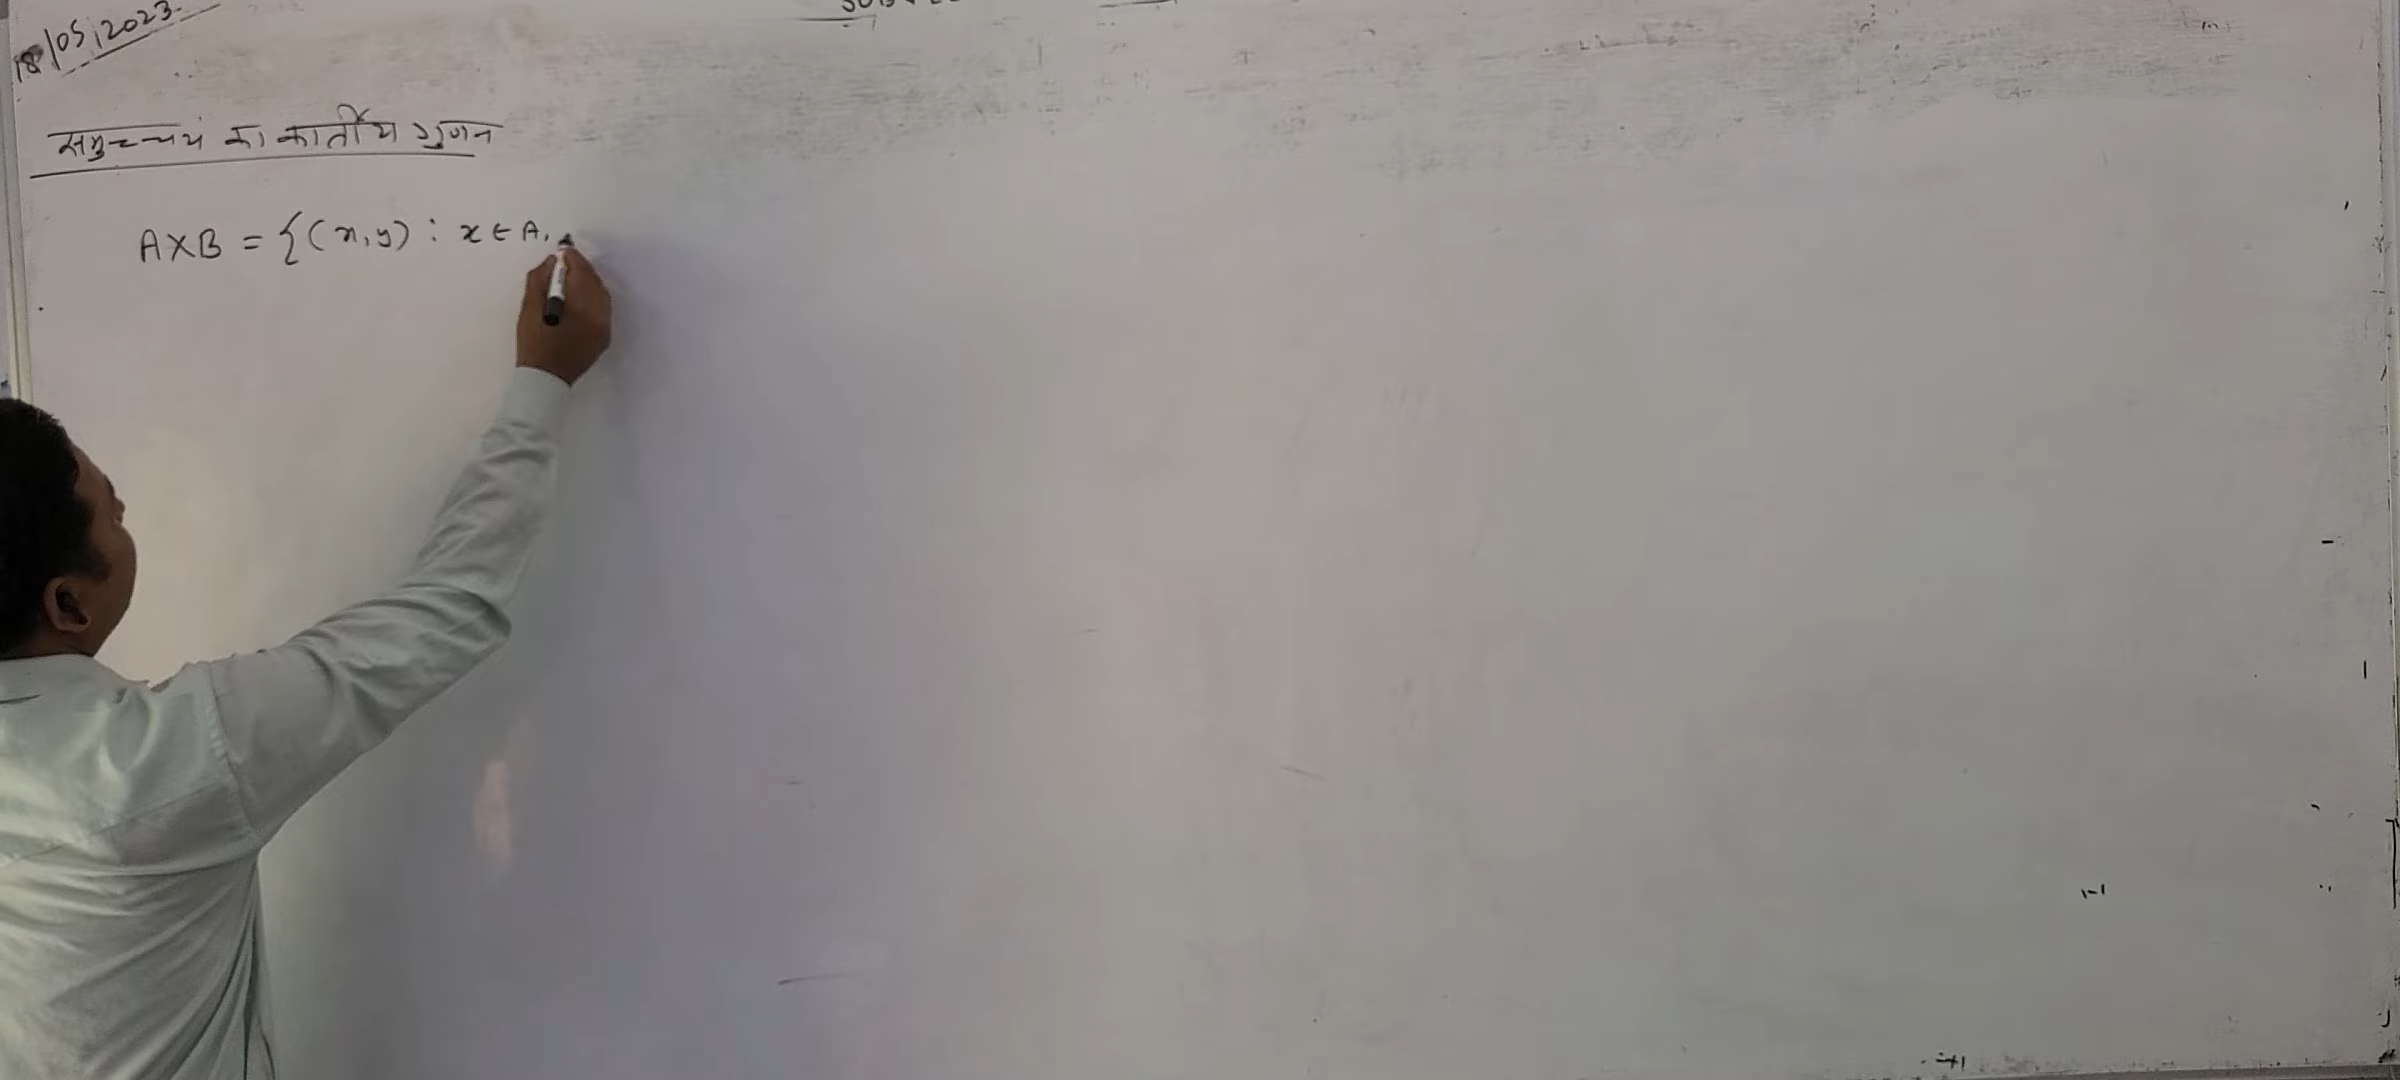 18/05/2023.
समुच्चय का कार्तीय गुणन
A×B = {(x,y) : x ∈ A,